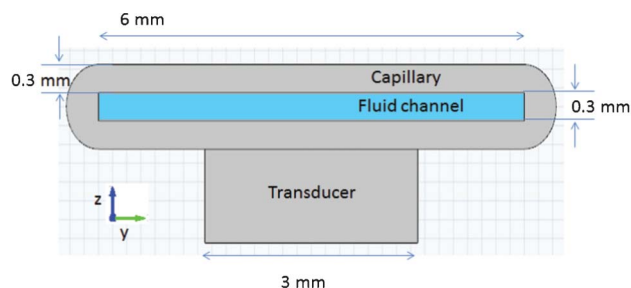 6 mm
0.3 mm
Capillary
Fluid channel
0.3 mm
Transducer
z
y
3 mm